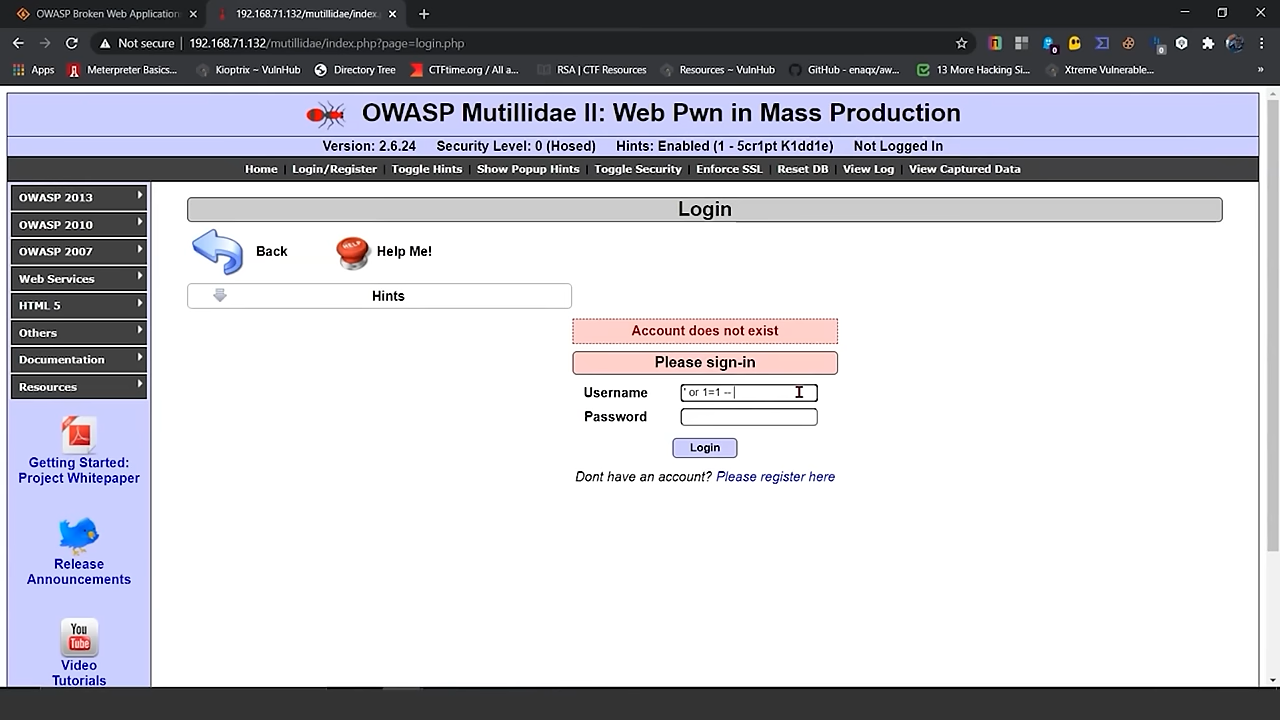 OWASP Broken Web Application
192.168.71.132/mutillidae/index.
Not secure
192.168.71.132/mutillidae/index.php?page=login.php
Apps
Meterpreter Basics...
Kioptrix ~ VulnHub
Directory Tree
CTFtime.org / All a...
RSA | CTF Resources
Resources ~ VulnHub
GitHub - enaqx/aw...
13 More Hacking Si...
Xtreme Vulnerable...
»
OWASP Mutillidae II: Web Pwn in Mass Production
Version: 2.6.24 Security Level: 0 (Hosed) Hints: Enabled (1 - 5cr1pt K1dd1e) Not Logged In
Home | Login/Register | Toggle Hints | Show Popup Hints | Toggle Security | Enforce SSL | Reset DB | View Log | View Captured Data
OWASP 2013
OWASP 2010
OWASP 2007
Web Services
HTML 5
Others
Documentation
Resources
Getting Started:
Project Whitepaper
Release
Announcements
You
Tube
Video
Tutorials
Login
Back
HELP
Help Me!
Hints
Account does not exist
Please sign-in
Username
' or 1=1 --
Password
Login
Dont have an account? Please register here